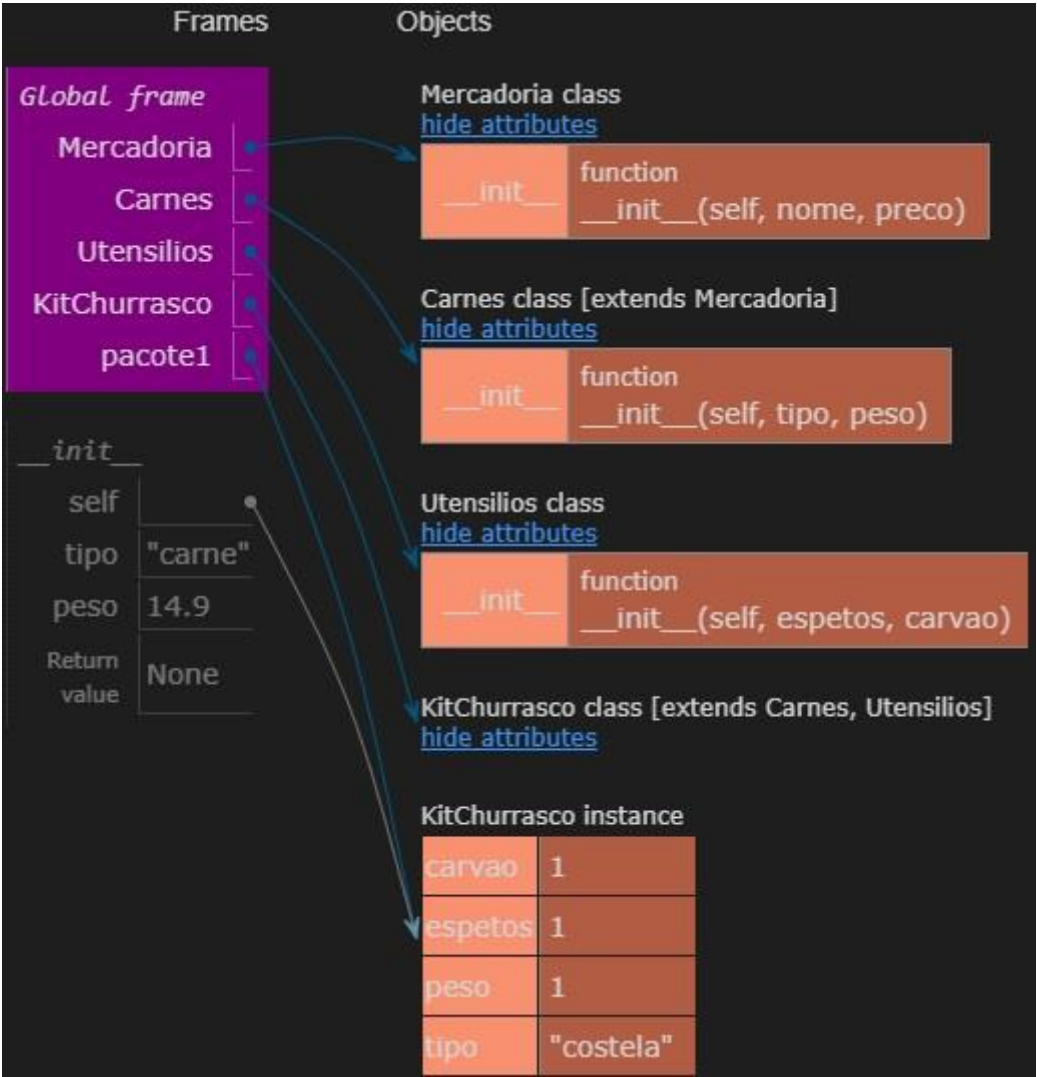 Frames
Objects
Global frame
Mercadoria
Carnes
Utensilios
KitChurrasco
pacote1
__init__
self
tipo "carne"
peso 14.9
Return
value
None
Mercadoria class
hide attributes
__init__
function
__init__(self, nome, preco)
Carnes class [extends Mercadoria]
hide attributes
__init__
function
__init__(self, tipo, peso)
Utensilios class
hide attributes
__init__
function
__init__(self, espetos, carvao)
KitChurrasco class [extends Carnes, Utensilios]
hide attributes
KitChurrasco instance
carvao 1
espetos 1
peso 1
tipo "costela"